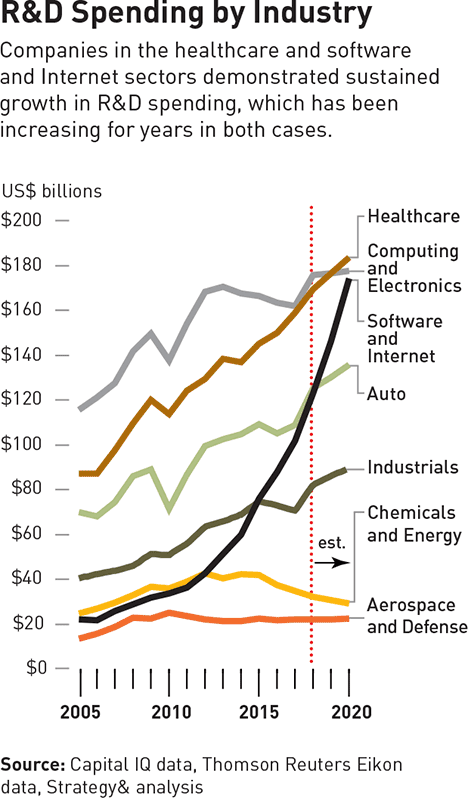 R&D Spending by Industry
Companies in the healthcare and software
and Internet sectors demonstrated sustained
growth in R&D spending, which has been
increasing for years in both cases.
US$ billions
$200
$180
$160
$140
$120
$100
$80
$60
$40
$20
$0
Healthcare
Computing
and
Electronics
Software
and
Internet
Auto
Industrials
Chemicals
and Energy
est.
Aerospace
and Defense
2005
2010
2015
2020
Source: Capital IQ data, Thomson Reuters Eikon
data, Strategy& analysis